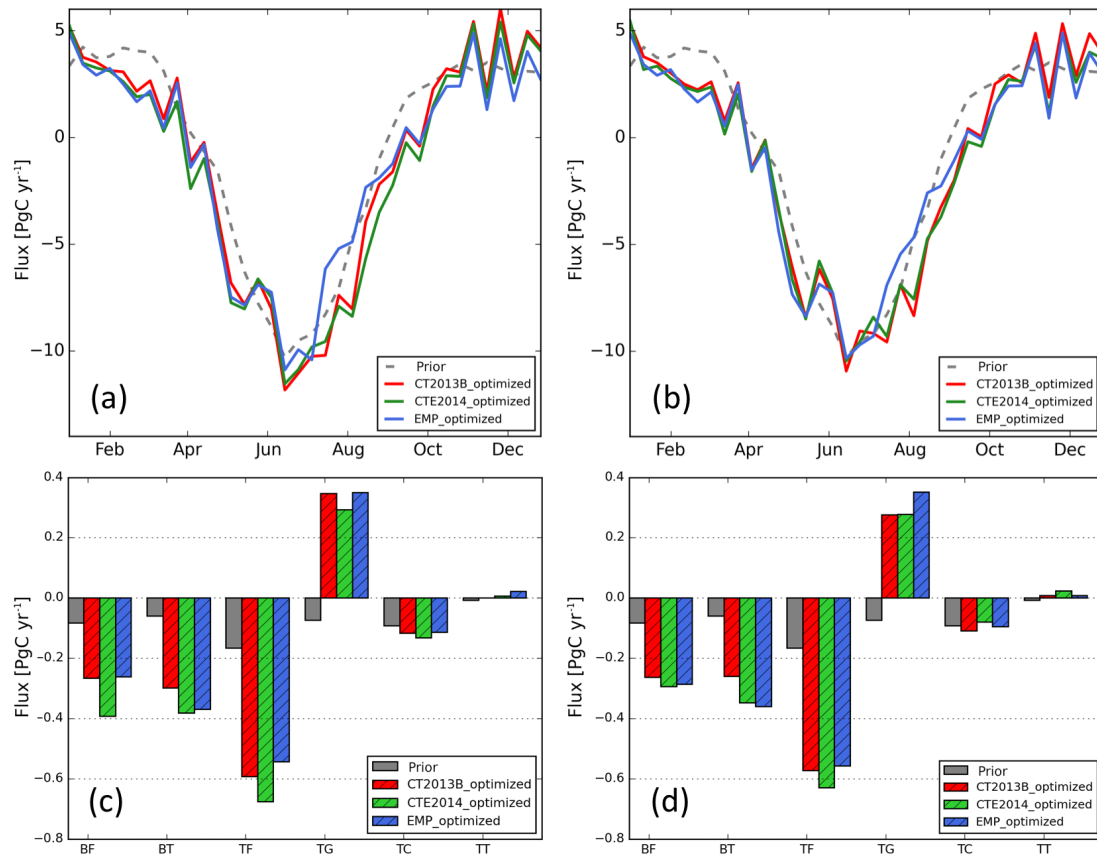 5
0
−5
−10
Flux [PgC yr⁻¹]
Feb Apr Jun Aug Oct Dec
(a)
Prior
CT2013B_optimized
CTE2014_optimized
EMP_optimized
5
0
−5
−10
Flux [PgC yr⁻¹]
Feb Apr Jun Aug Oct Dec
(b)
Prior
CT2013B_optimized
CTE2014_optimized
EMP_optimized
0.4
0.2
0.0
−0.2
−0.4
−0.6
−0.8
Flux [PgC yr⁻¹]
BF BT TF TG TC TT
(c)
Prior
CT2013B_optimized
CTE2014_optimized
EMP_optimized
0.4
0.2
0.0
−0.2
−0.4
−0.6
−0.8
Flux [PgC yr⁻¹]
BF BT TF TG TC TT
(d)
Prior
CT2013B_optimized
CTE2014_optimized
EMP_optimized